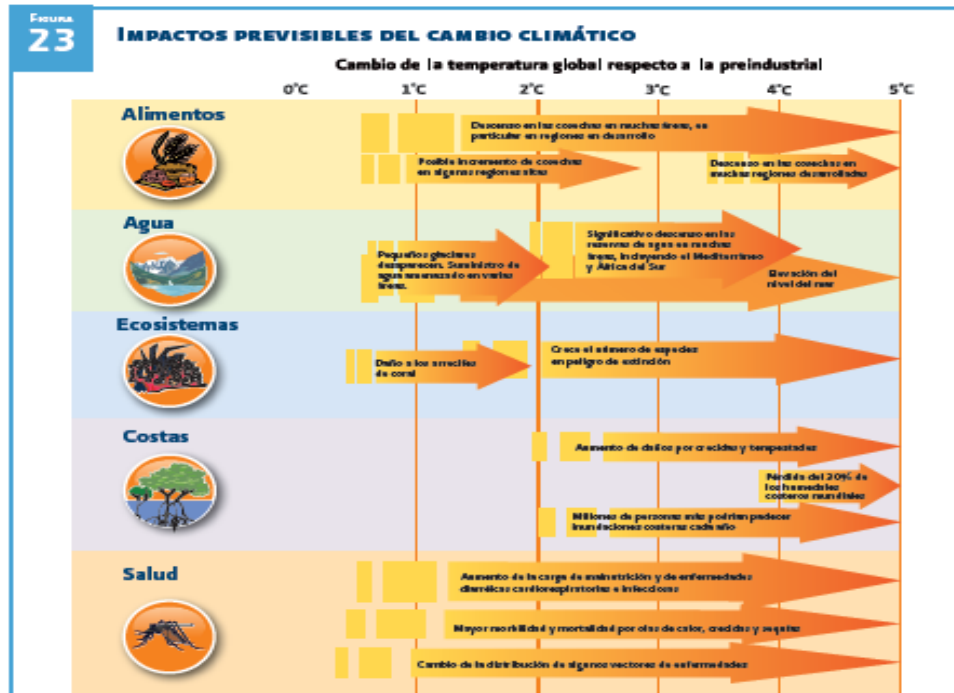 FIGURA
23
IMPACTOS PREVISIBLES DEL CAMBIO CLIMÁTICO
Cambio de la temperatura global respecto a la preindustrial
0°C 1°C 2°C 3°C 4°C 5°C
Alimentos
Descenso en las cosechas en muchas áreas, en
particular en regiones en desarrollo
Posible incremento de cosechas
en algunas regiones altas
Descenso en las cosechas en
muchas regiones desarrolladas
Agua
Pequeños glaciares
desaparecen. Suministro de
agua amenazado en varias
áreas.
Significativo descenso en las
reservas de agua en muchas
áreas, incluyendo el Mediterráneo
y África del Sur
Elevación del
nivel del mar
Ecosistemas
Daño a los arrecifes
de coral
Crece el número de especies
en peligro de extinción
Costas
Aumento de daños por crecidas y tempestades
Pérdida del 30% de
los humedales
costeros mundiales
Millones de personas más podrían padecer
inundaciones costeras cada año
Salud
Aumento de la carga de malnutrición y de enfermedades
diarréicas cardiorespiratorias e infecciosas
Mayor morbilidad y mortalidad por olas de calor, crecidas y sequías
Cambio de la distribución de algunos vectores de enfermedades